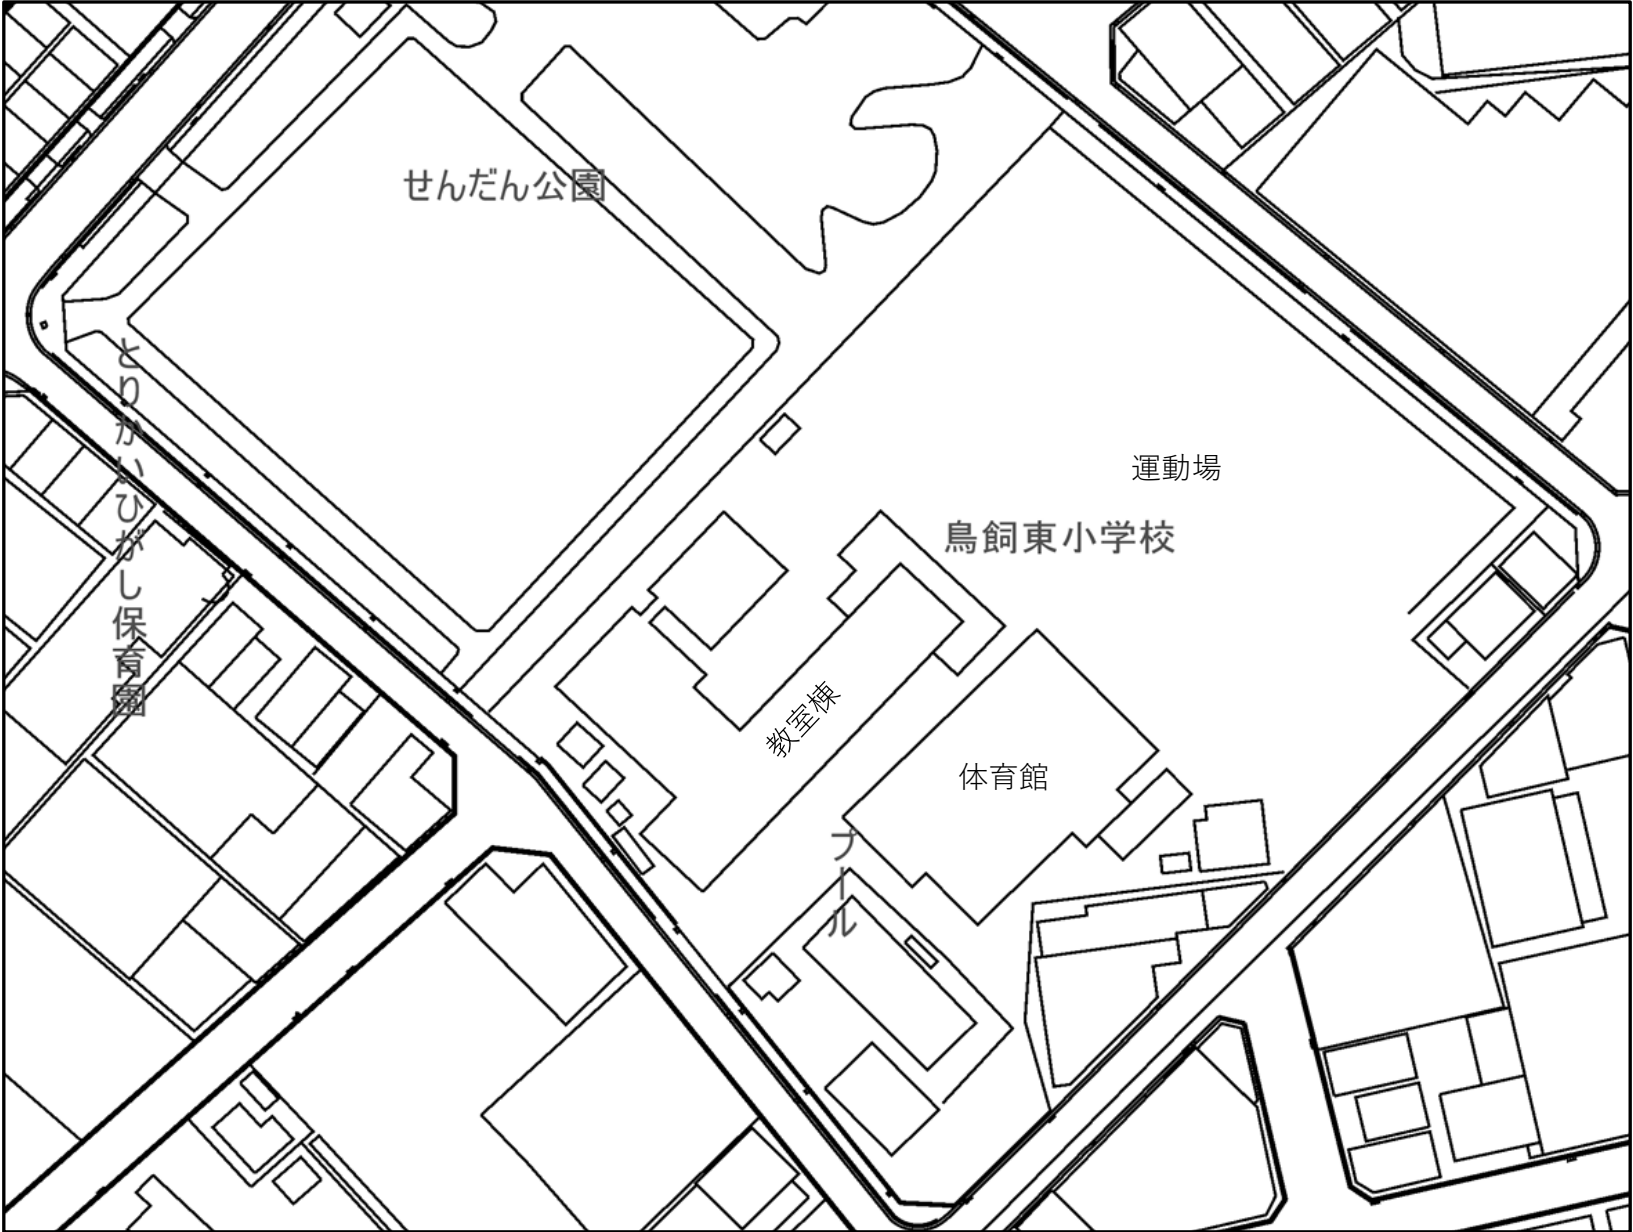 せんだん公園
とりかいひがし保育園
運動場
鳥飼東小学校
教室棟
体育館
プール